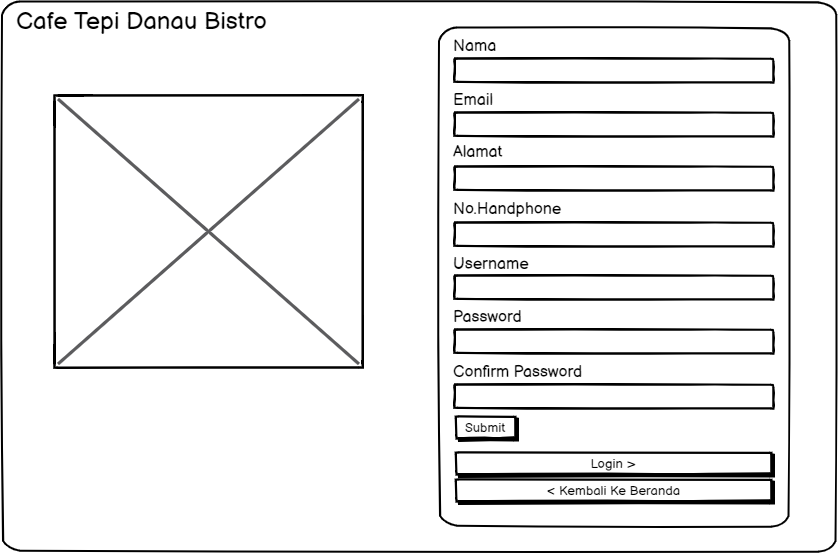 Cafe Tepi Danau Bistro
Nama
Email
Alamat
No.Handphone
Username
Password
Confirm Password
Submit
Login >
< Kembali Ke Beranda